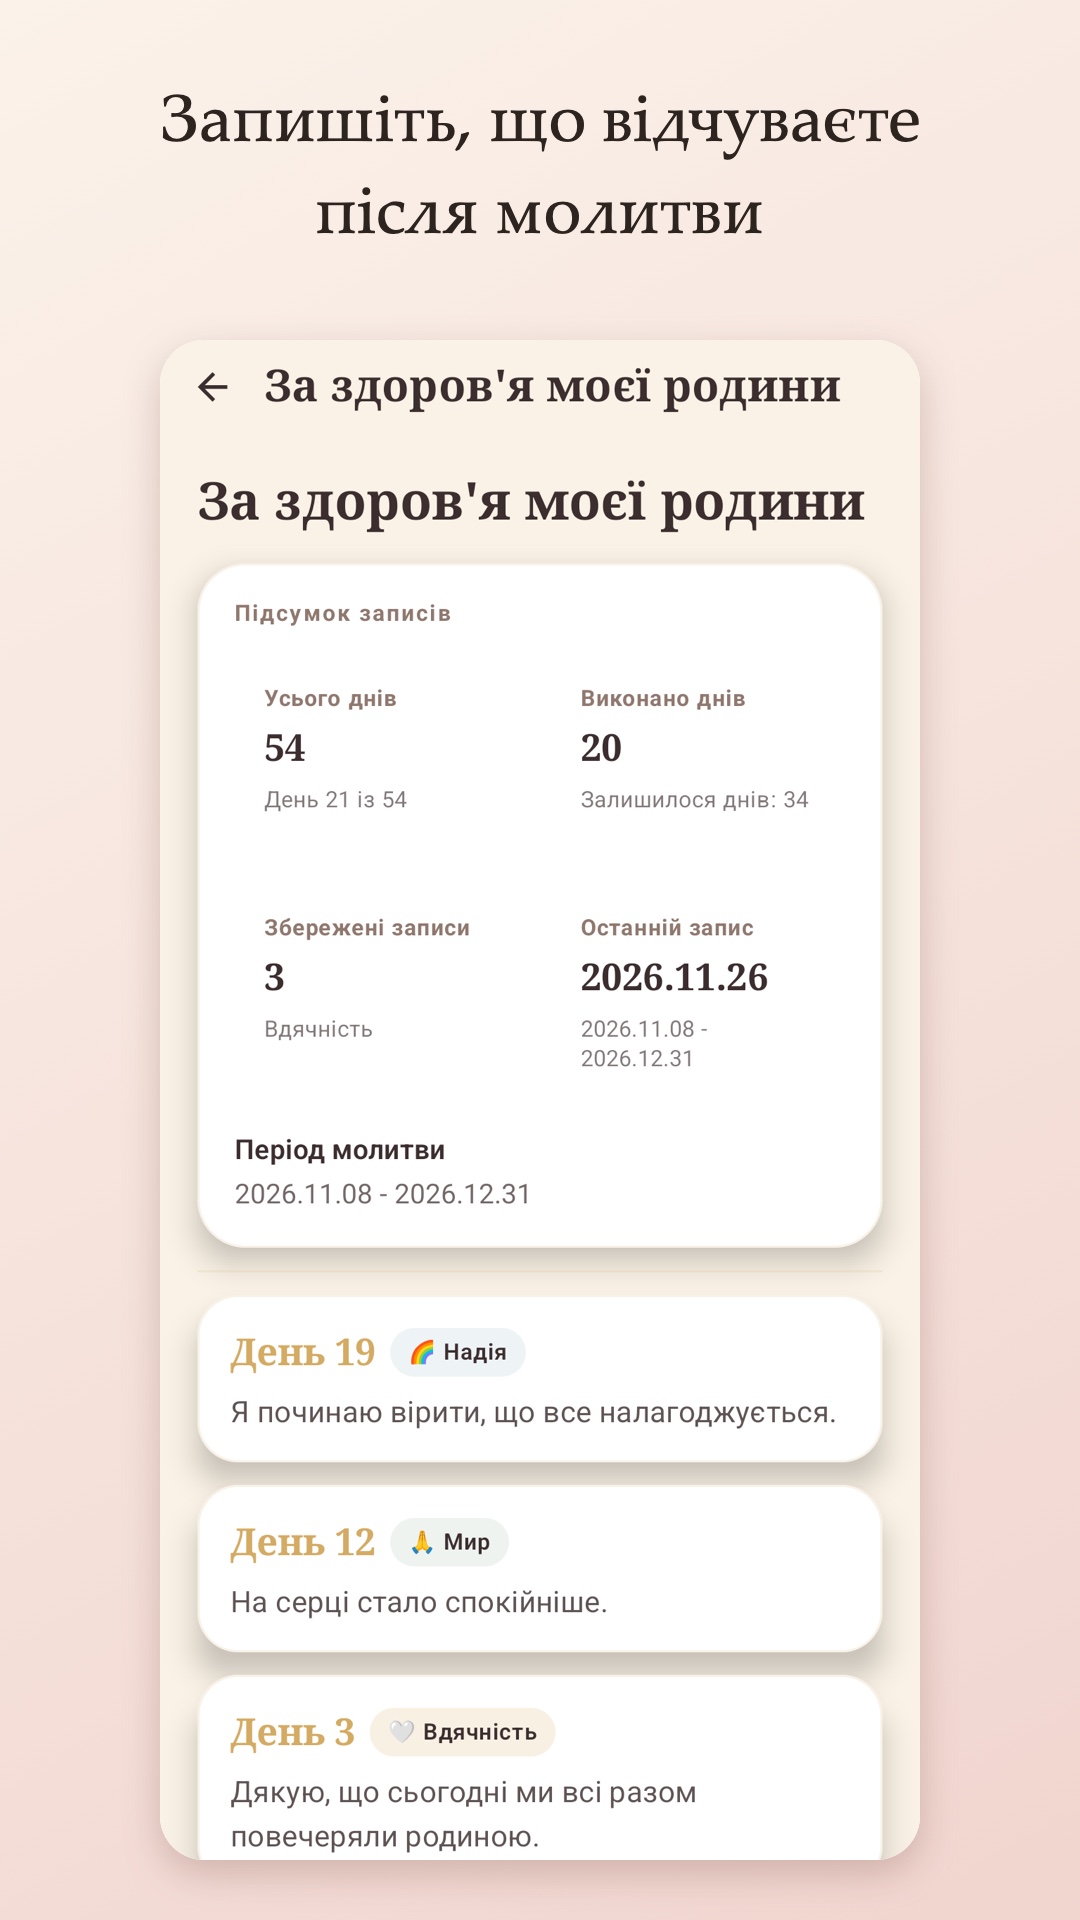 Запишіть, що відчуваєте
після молитви
За здоров'я моєї родини
За здоров'я моєї родини
Підсумок записів
Усього днів
54
День 21 із 54
Виконано днів
20
Залишилося днів: 34
Збережені записи
3
Вдячність
Останній запис
2026.11.26
2026.11.08 -
2026.12.31
Період молитви
2026.11.08 - 2026.12.31
День 19 🌈 Надія
Я починаю вірити, що все налагоджується.
День 12 🙏 Мир
На серці стало спокійніше.
День 3 🤍 Вдячність
Дякую, що сьогодні ми всі разом
повечеряли родиною.